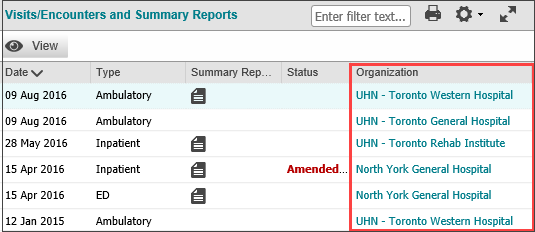 Visits/Encounters and Summary Reports Enter filter text...
View
Date Type Summary Rep... Status Organization
09 Aug 2016 Ambulatory UHN - Toronto Western Hospital
09 Aug 2016 Ambulatory UHN - Toronto General Hospital
28 May 2016 Inpatient UHN - Toronto Rehab Institute
15 Apr 2016 Inpatient Amended... North York General Hospital
15 Apr 2016 ED North York General Hospital
12 Jan 2015 Ambulatory UHN - Toronto Western Hospital